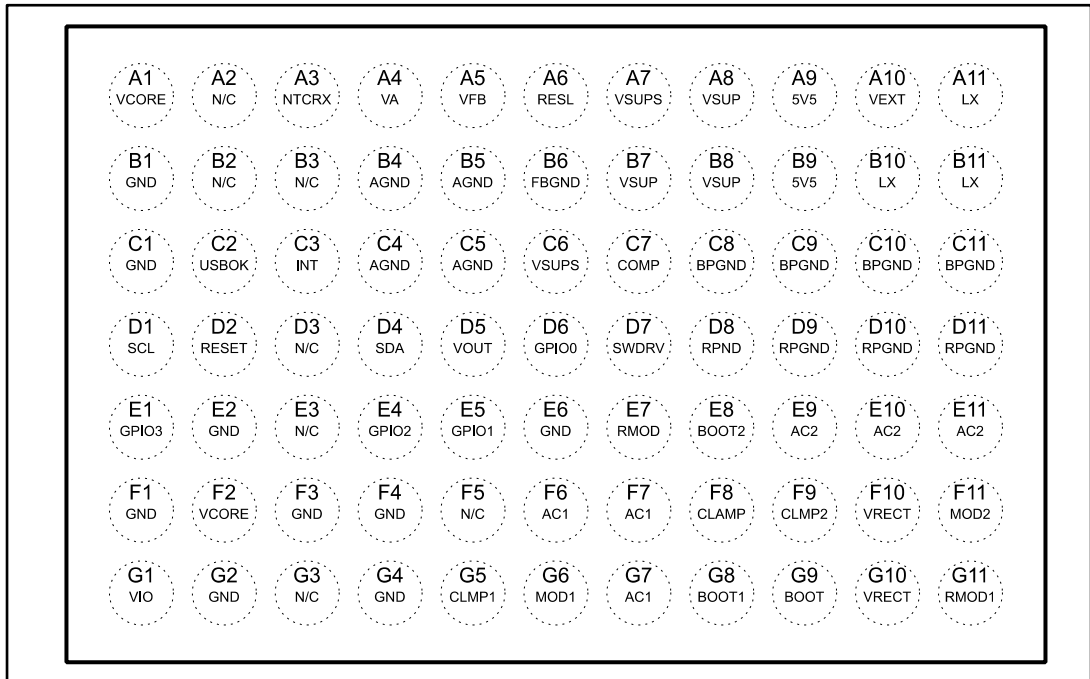 A1 A2 A3 A4 A5 A6 A7 A8 A9 A10 A11
VCORE N/C NTCRX VA VFB RESL VSUPS VSUP 5V5 VEXT LX
B1 B2 B3 B4 B5 B6 B7 B8 B9 B10 B11
GND N/C N/C AGND AGND FBGND VSUP VSUP 5V5 LX LX
C1 C2 C3 C4 C5 C6 C7 C8 C9 C10 C11
GND USBOK INT AGND AGND VSUPS COMP BPGND BPGND BPGND BPGND
D1 D2 D3 D4 D5 D6 D7 D8 D9 D10 D11
SCL RESET N/C SDA VOUT GPIO0 SWDRV RPND RPGND RPGND RPGND
E1 E2 E3 E4 E5 E6 E7 E8 E9 E10 E11
GPIO3 GND N/C GPIO2 GPIO1 GND RMOD BOOT2 AC2 AC2 AC2
F1 F2 F3 F4 F5 F6 F7 F8 F9 F10 F11
GND VCORE GND GND N/C AC1 AC1 CLAMP CLMP2 VRECT MOD2
G1 G2 G3 G4 G5 G6 G7 G8 G9 G10 G11
VIO GND N/C GND CLMP1 MOD1 AC1 BOOT1 BOOT VRECT RMOD1